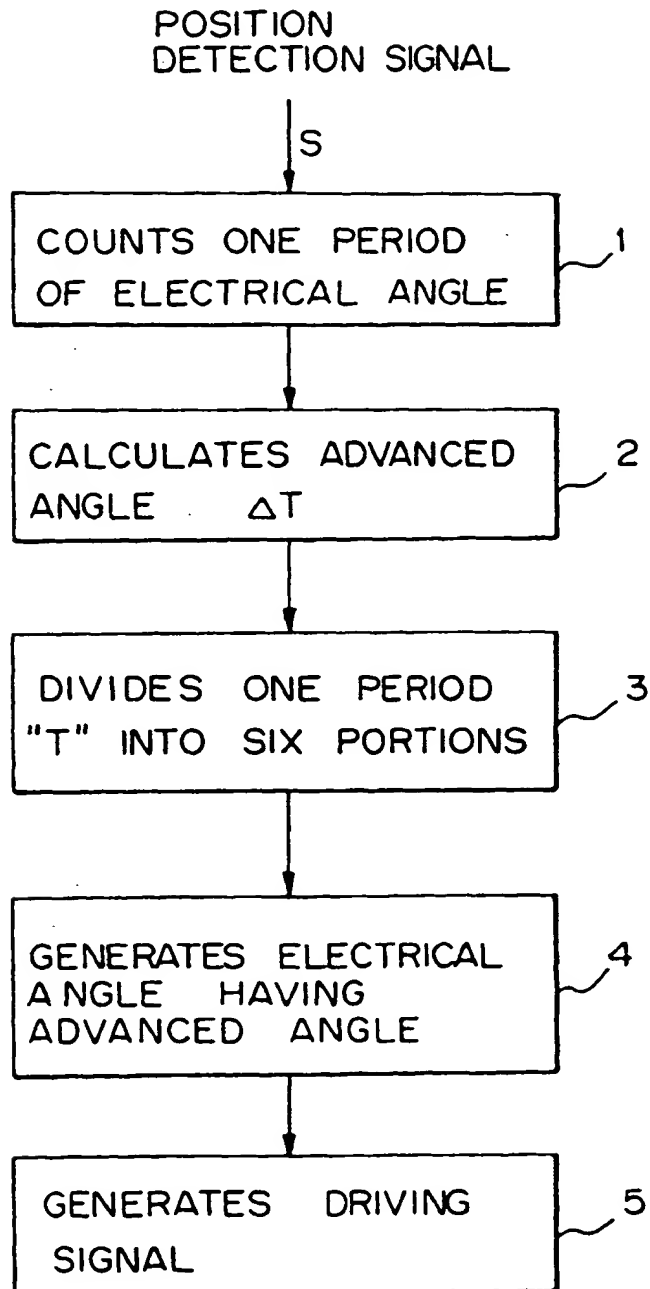 POSITION
DETECTION SIGNAL
S
COUNTS ONE PERIOD
OF ELECTRICAL ANGLE
1
CALCULATES ADVANCED
ANGLE ΔT
2
DIVIDES ONE PERIOD
"T" INTO SIX PORTIONS
3
GENERATES ELECTRICAL
ANGLE HAVING
ADVANCED ANGLE
4
GENERATES DRIVING
SIGNAL
5